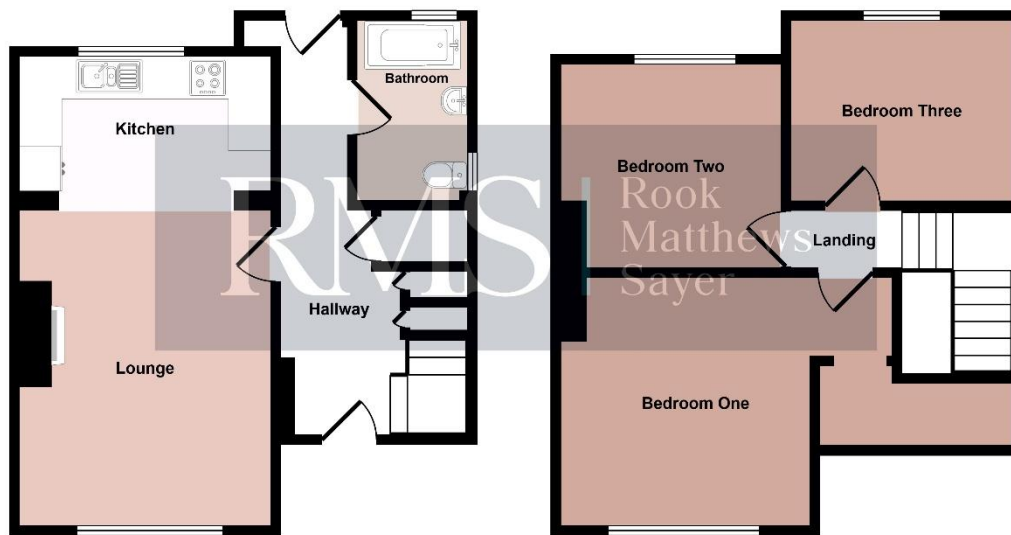 Bathroom
Kitchen
Bedroom Three
Bedroom Two
RMS
Rook
Matthews
Sayer
Landing
Hallway
Lounge
Bedroom One